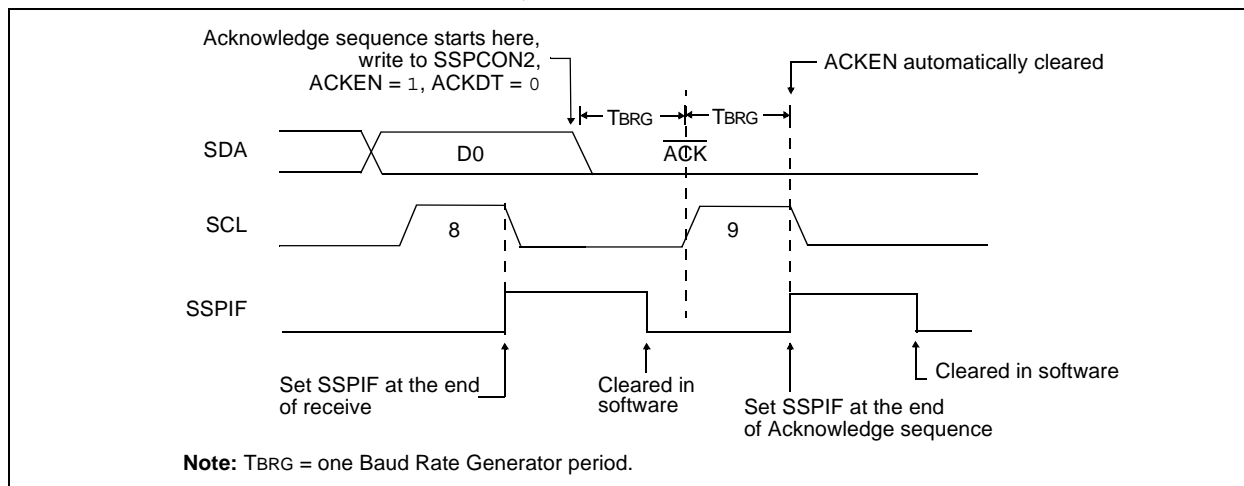 Acknowledge sequence starts here,
write to SSPCON2,
ACKEN = 1, ACKDT = 0
ACKEN automatically cleared
TBRG
TBRG
SDA
D0
ACK
SCL
8
9
SSPIF
Set SSPIF at the end
of receive
Cleared in
software
Set SSPIF at the end
of Acknowledge sequence
Cleared in software
Note: TBRG = one Baud Rate Generator period.